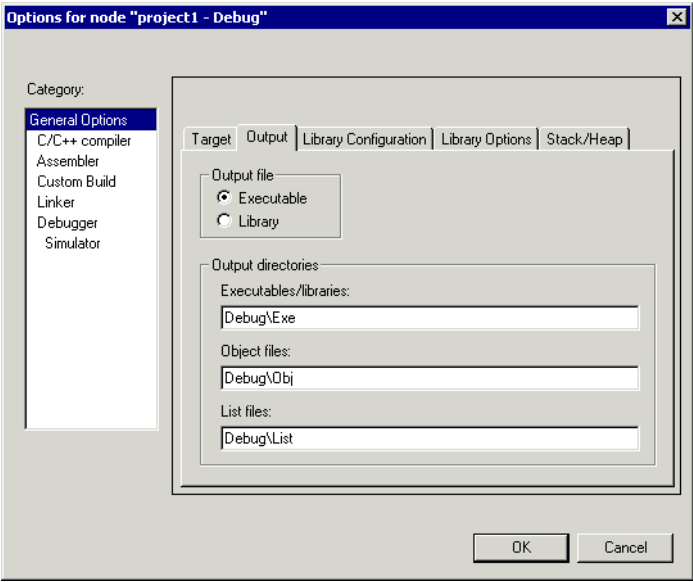 Options for node "project1 - Debug"
Category:
General Options
C/C++ compiler
Assembler
Custom Build
Linker
Debugger
Simulator
Target Output Library Configuration Library Options Stack/Heap
Output file
Executable
Library
Output directories
Executables/libraries:
Debug\Exe
Object files:
Debug\Obj
List files:
Debug\List
OK Cancel